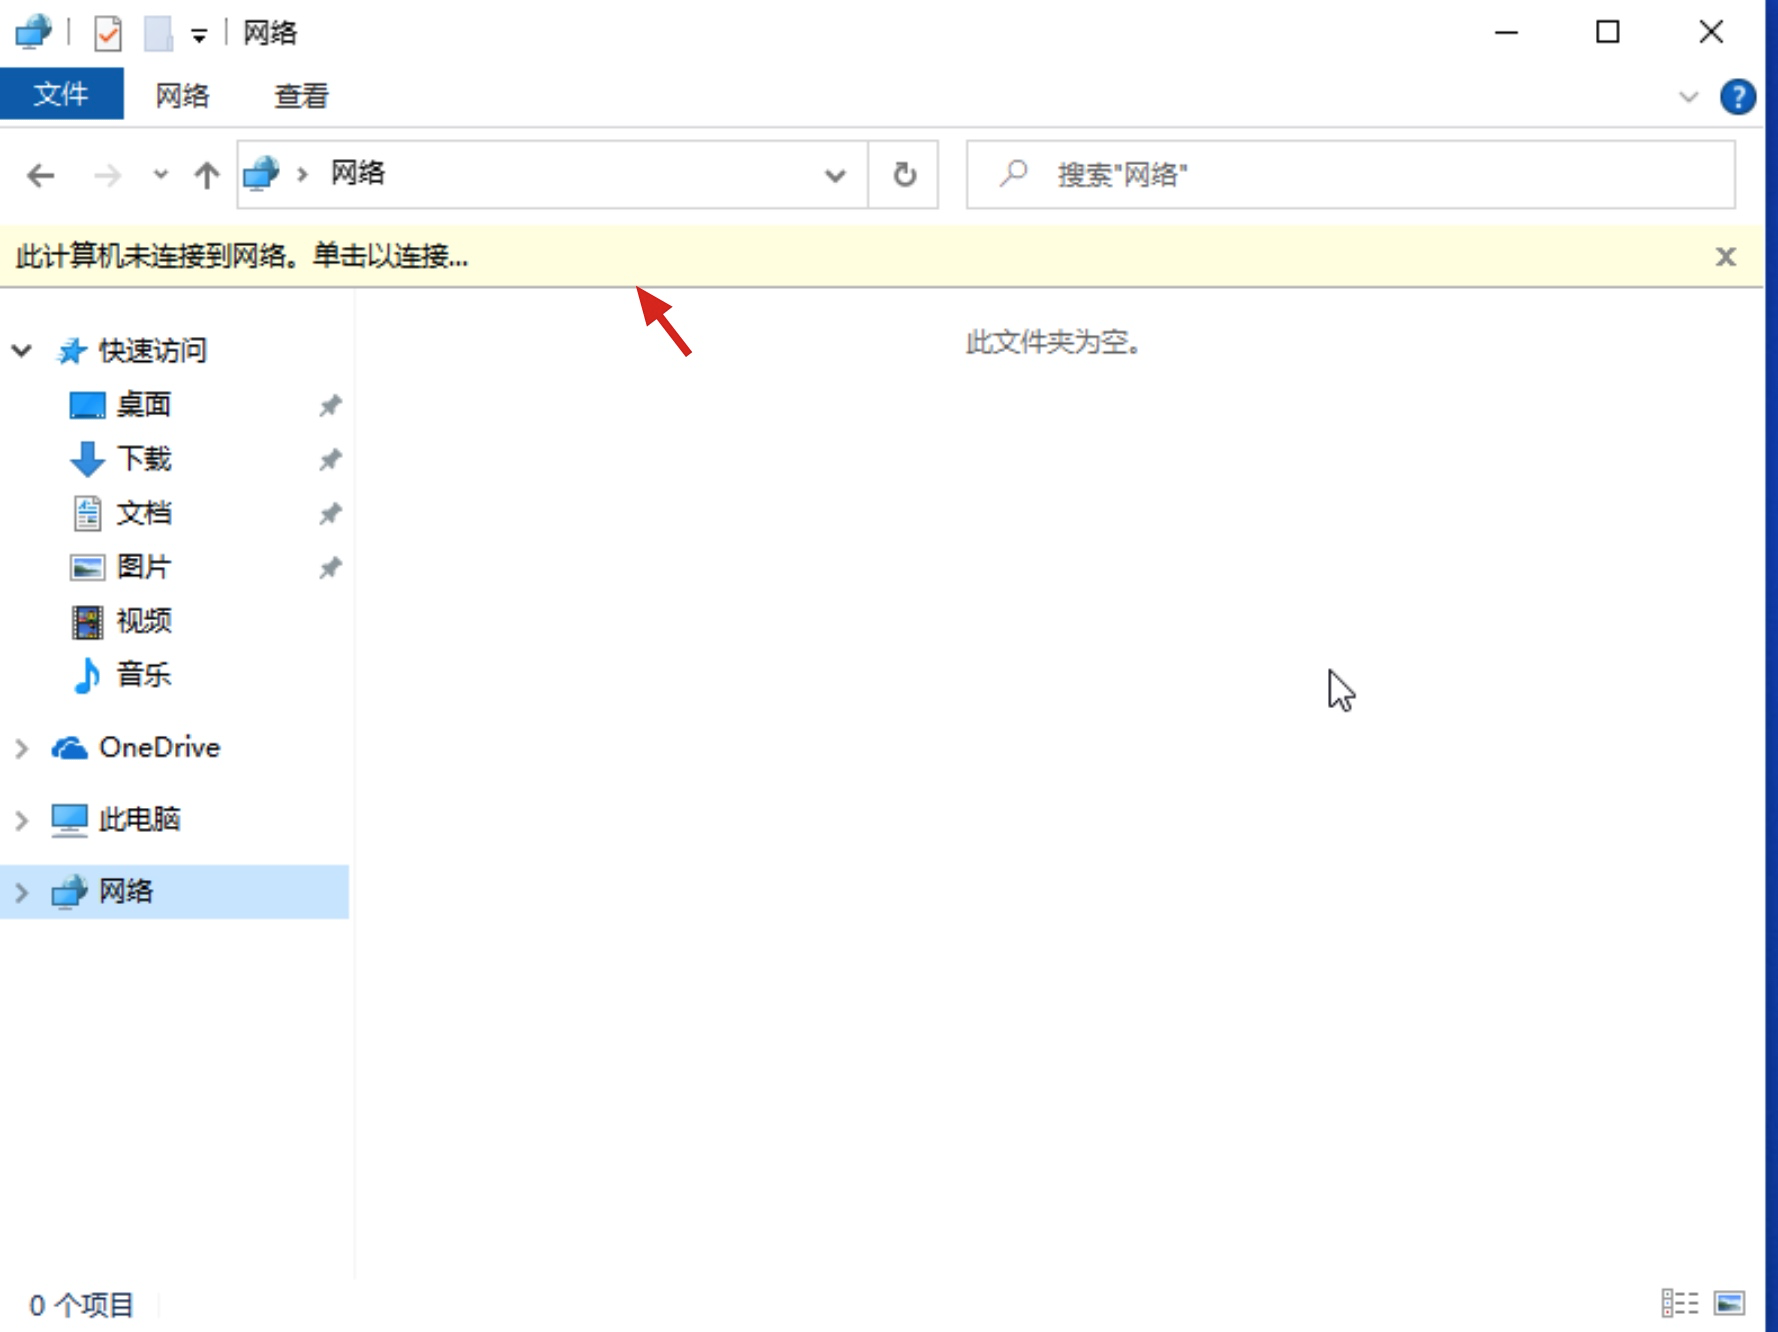 网络
文件 网络 查看
网络 搜索"网络"
此计算机未连接到网络。单击以连接...
此文件夹为空。
快速访问
桌面
下载
文档
图片
视频
音乐
OneDrive
此电脑
网络
0 个项目